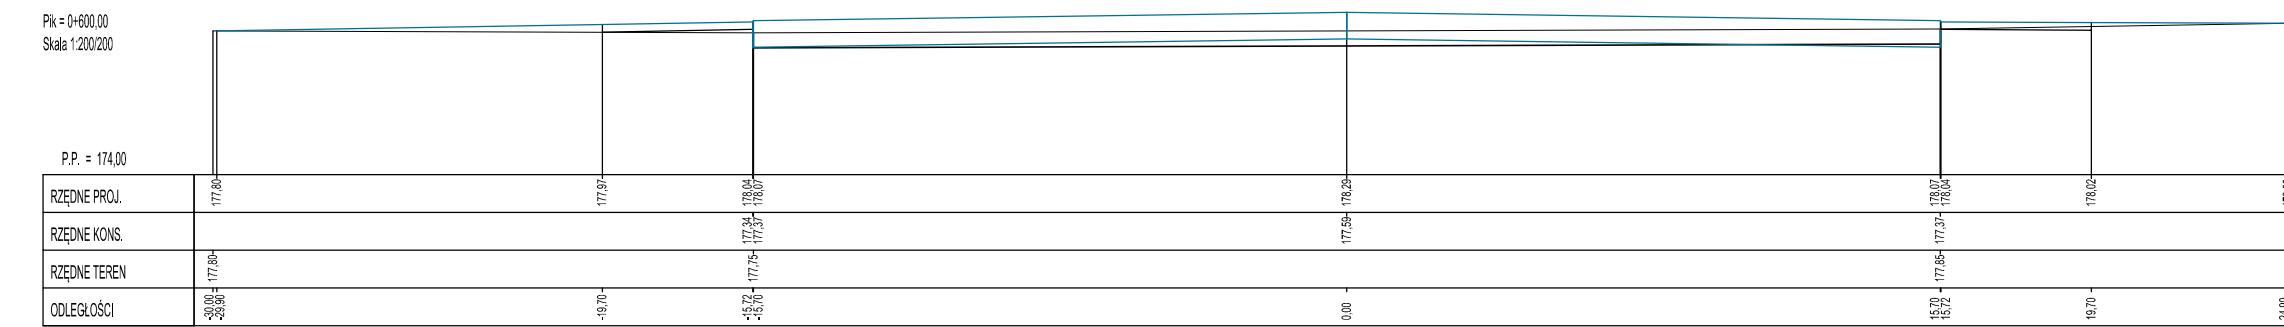 Pik = 0+600,00
Skala 1:200/200
P.P. = 174,00
RZĘDNE PROJ. 177,80 177,97 178,04 178,07 178,29 178,07 178,04 178,02
RZĘDNE KONS. 177,34 177,37 177,59 177,37
RZĘDNE TEREN 177,80 177,75 177,85
ODLEGŁOŚCI -30,00 -29,90 -19,70 -15,72 -15,70 0,00 15,70 15,72 19,70